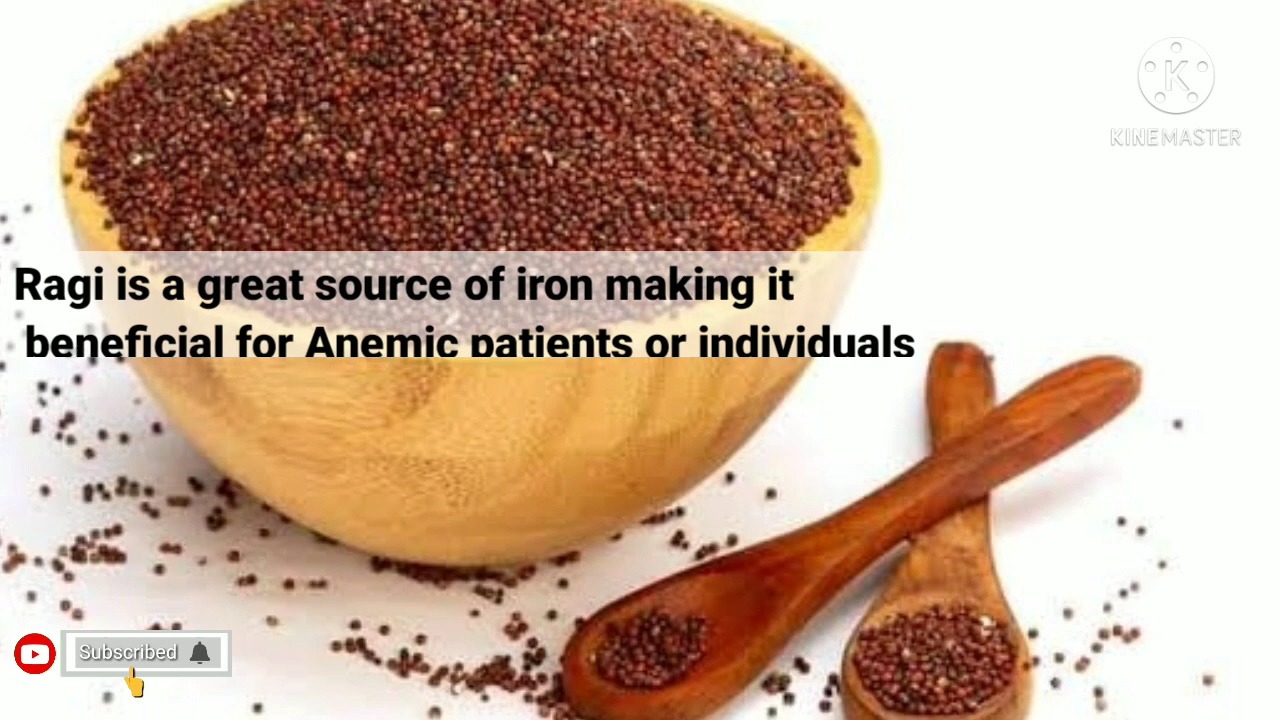 K
KINEMASTER
Ragi is a great source of iron making it
beneficial for Anemic patients or individuals
Subscribed